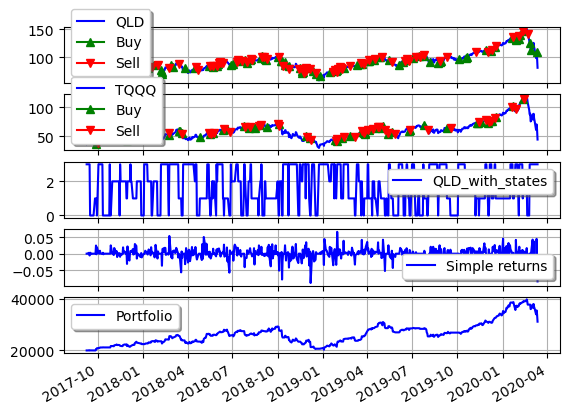 QLD
Buy
Sell
150
100
TQQQ
Buy
Sell
100
50
QLD_with_states
2
0
0.05
0.00
−0.05
Simple returns
40000
Portfolio
20000
2017-10
2018-01
2018-04
2018-07
2018-10
2019-01
2019-04
2019-07
2019-10
2020-01
2020-04